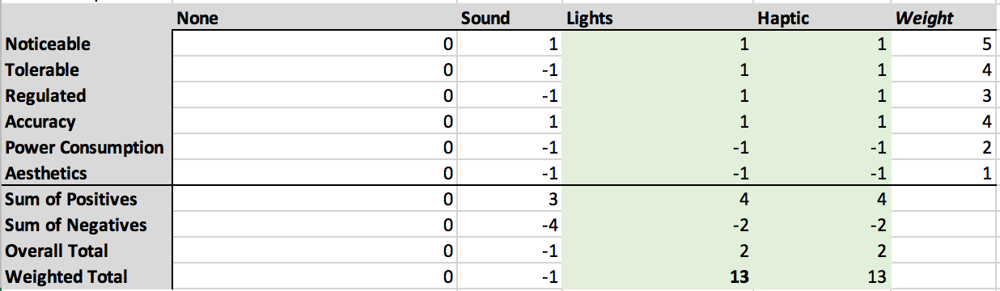 None Sound Lights Haptic Weight
Noticeable 0 1 1 1 5
Tolerable 0 -1 1 1 4
Regulated 0 -1 1 1 3
Accuracy 0 1 1 1 4
Power Consumption 0 -1 -1 -1 2
Aesthetics 0 -1 -1 -1 1
Sum of Positives 0 3 4 4
Sum of Negatives 0 -4 -2 -2
Overall Total 0 -1 2 2
Weighted Total 0 -1 13 13